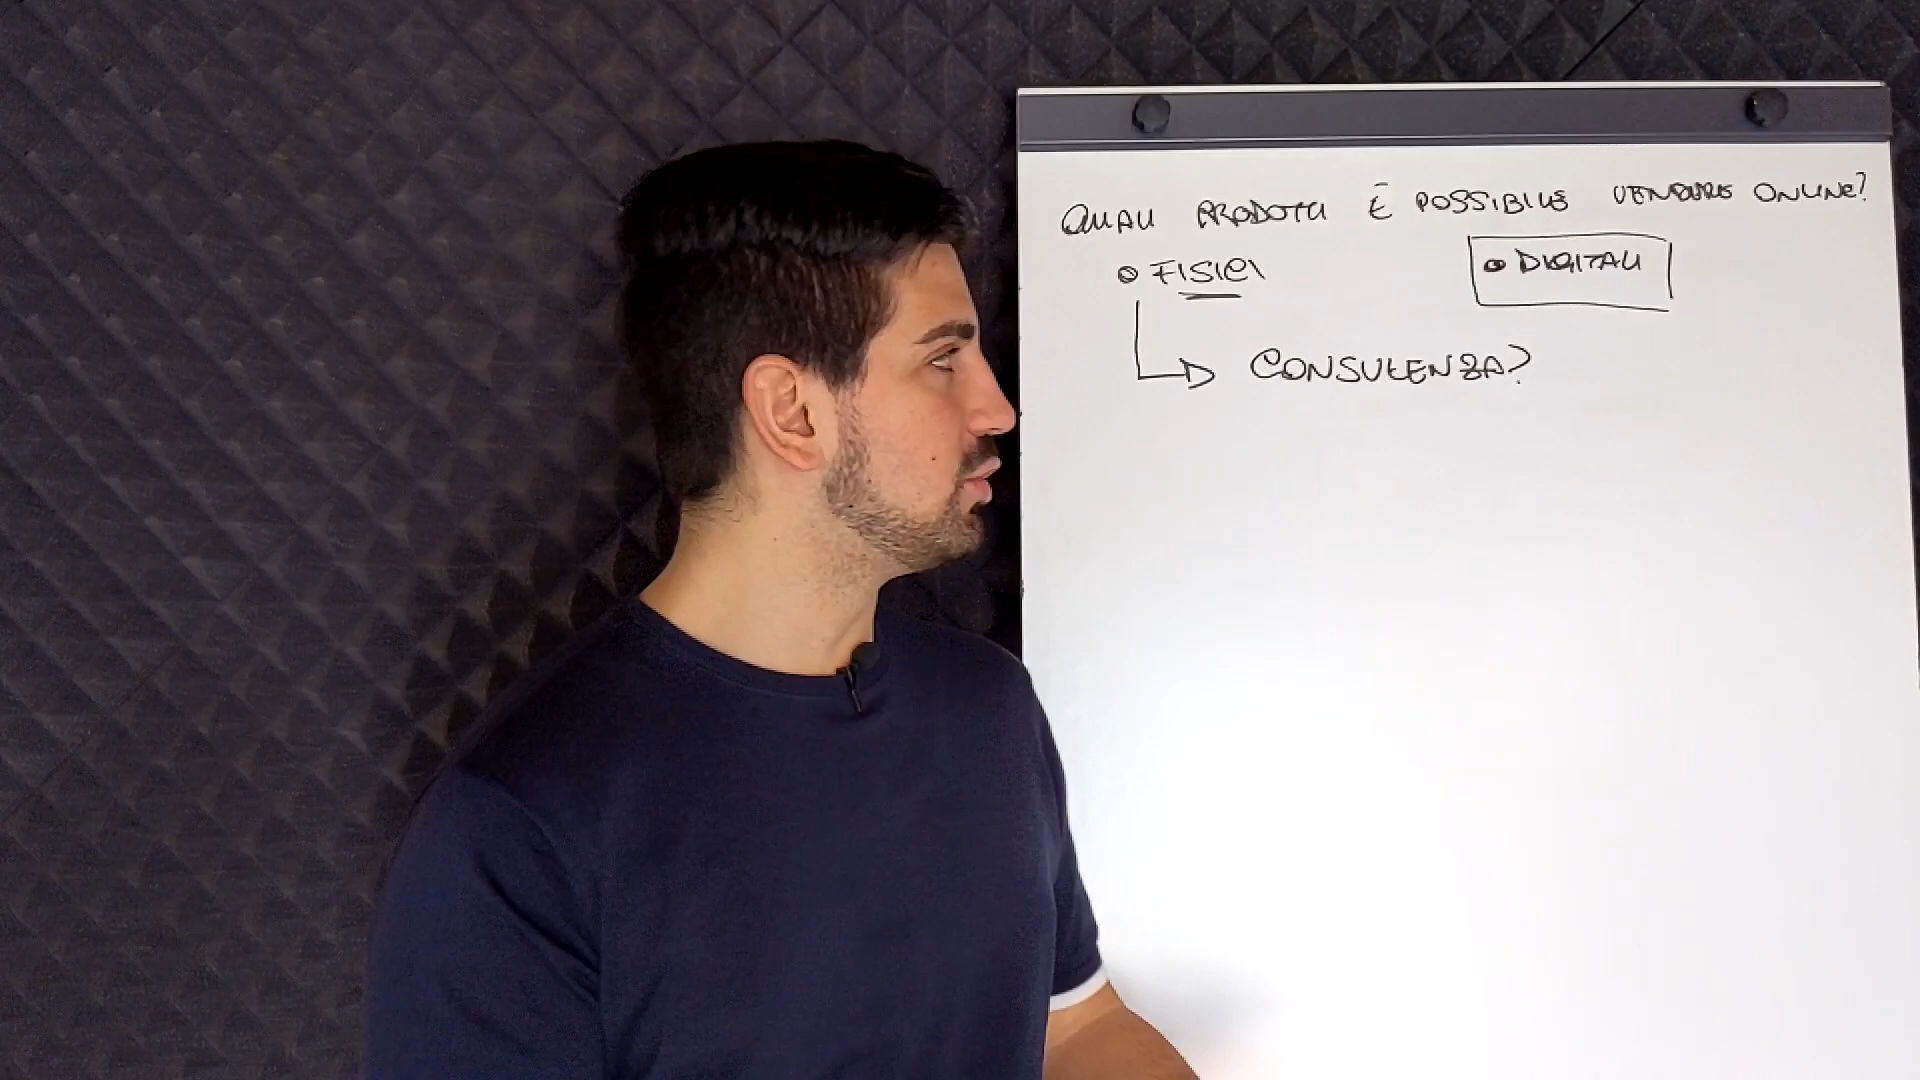 QUALI PRODOTTI È POSSIBILE VENDERE ONLINE?
• FISICI • DIGITALI
CONSULENZA?